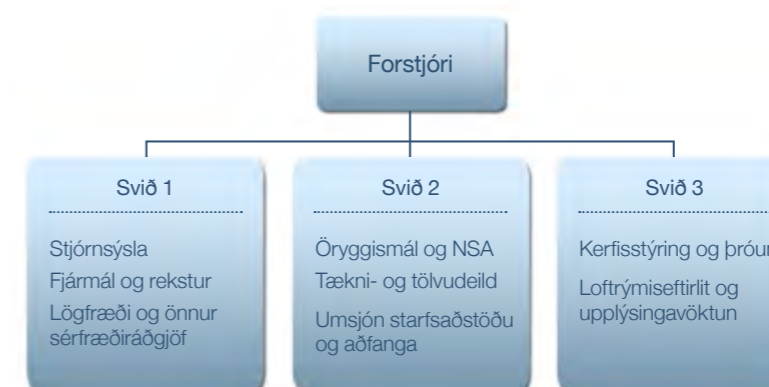 Forstjóri
Svið 1
Stjórnsýsla
Fjármál og rekstur
Lögfræði og önnur
sérfræðiráðgjöf
Svið 2
Öryggismál og NSA
Tækni- og tölvudeild
Umsjón starfsaðstöðu
og aðfanga
Svið 3
Kerfisstýring og þróun
Loftrýmiseftirlit og
upplýsingavöktun